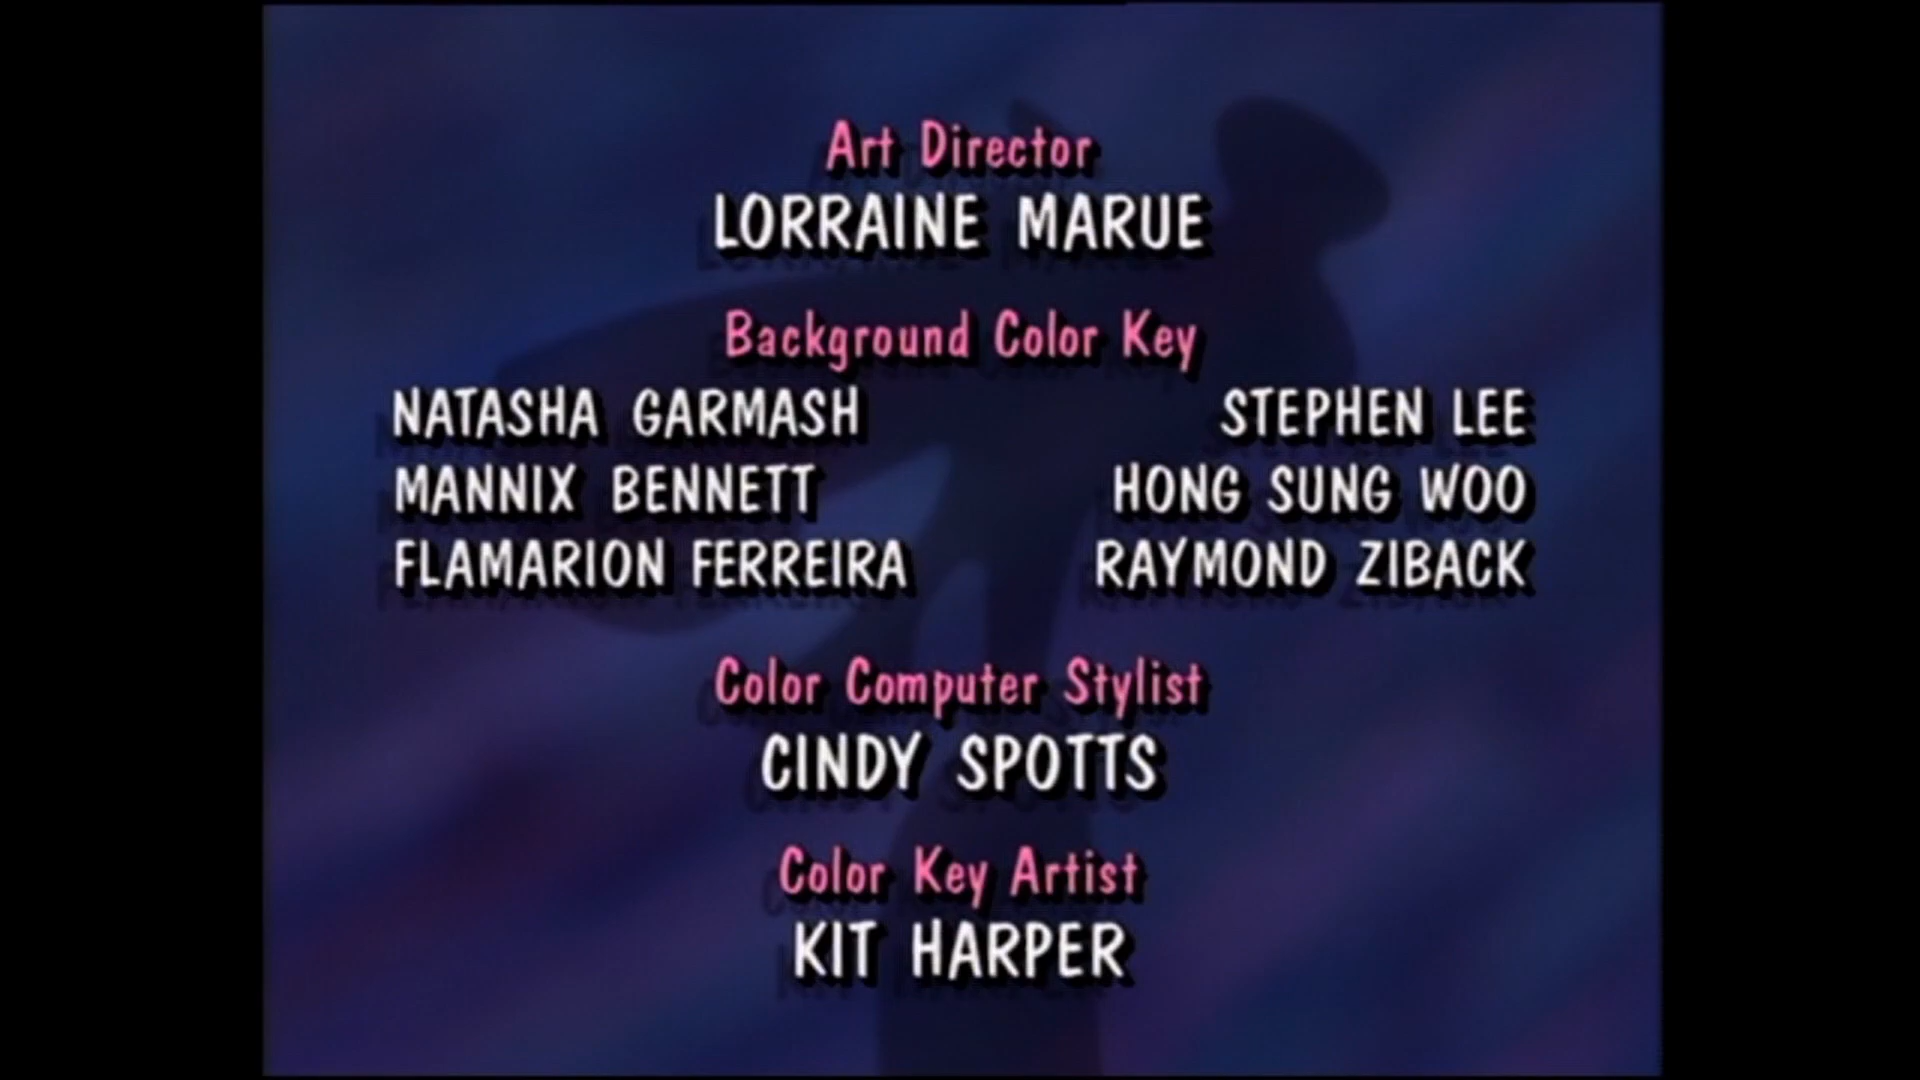 Art Director
LORRAINE MARUE
Background Color Key
NATASHA GARMASH STEPHEN LEE
MANNIX BENNETT HONG SUNG WOO
FLAMARION FERREIRA RAYMOND ZIBACK
Color Computer Stylist
CINDY SPOTTS
Color Key Artist
KIT HARPER